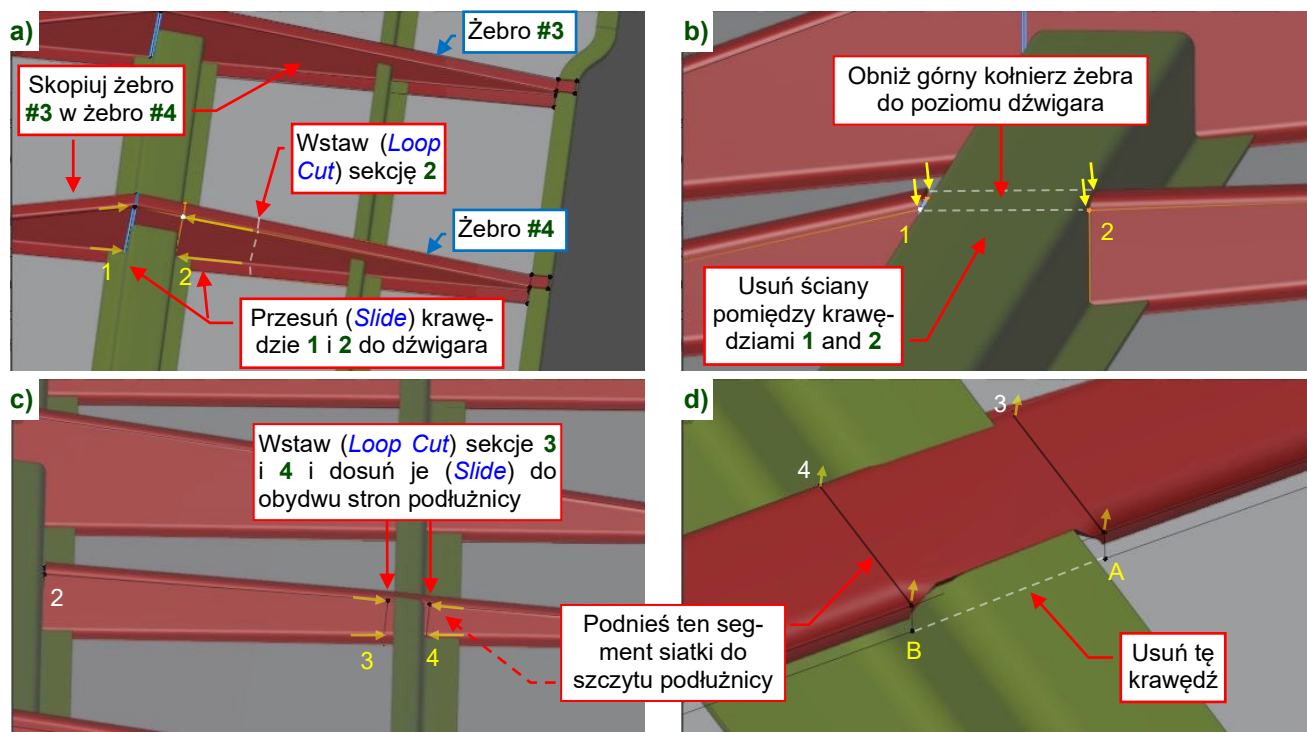 a)
Żebro #3
Skopiuj żebro
#3 w żebro #4
Wstaw (Loop
Cut) sekcję 2
Żebro #4
1
2
Przesuń (Slide) krawę-
dzie 1 i 2 do dźwigara
b)
Obniż górny kołnierz żebra
do poziomu dźwigara
1
2
Usuń ściany
pomiędzy krawę-
dziami 1 and 2
c)
Wstaw (Loop Cut) sekcje 3
i 4 i dosuń je (Slide) do
obydwu stron podłużnicy
2
3
4
d)
3
4
A
B
Podnieś ten seg-
ment siatki do
szczytu podłużnicy
Usuń tę
krawędź